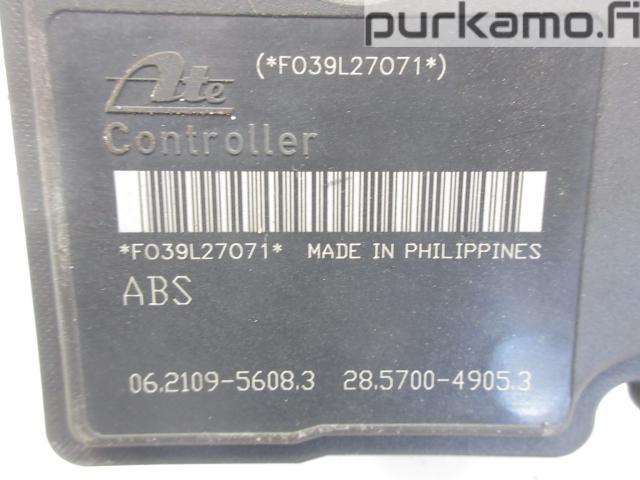 purkamo.fi
(*F039L27071*)
Ate
Controller
*F039L27071* MADE IN PHILIPPINES
ABS
06.2109-5608.3 28.5700-4905.3